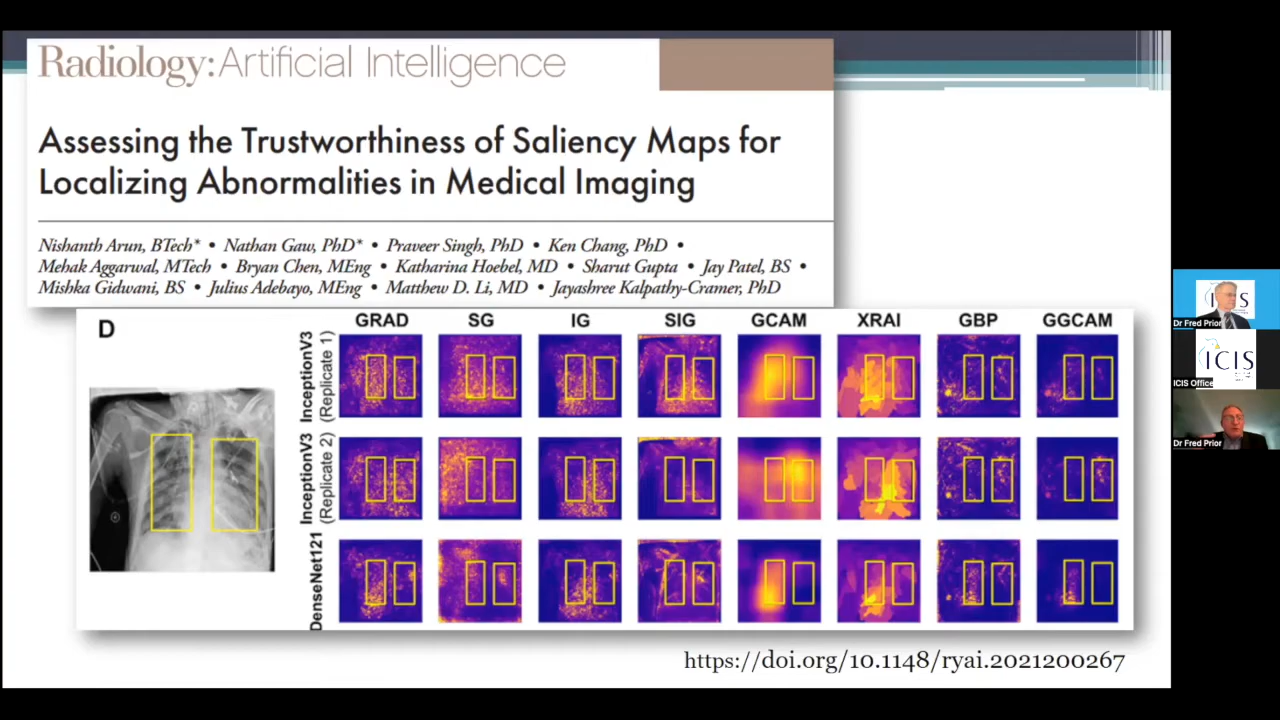 Radiology: Artificial Intelligence
Assessing the Trustworthiness of Saliency Maps for
Localizing Abnormalities in Medical Imaging
Nishanth Arun, BTech* • Nathan Gaw, PhD* • Praveer Singh, PhD • Ken Chang, PhD •
Mehak Aggarwal, MTech • Bryan Chen, MEng • Katharina Hoebel, MD • Sharut Gupta • Jay Patel, BS •
Mishka Gidwani, BS • Julius Adebayo, MEng • Matthew D. Li, MD • Jayashree Kalpathy-Cramer, PhD
D
GRAD SG IG SIG GCAM XRAI GBP GGCAM
InceptionV3
(Replicate 1)
InceptionV3
(Replicate 2)
DenseNet121
https://doi.org/10.1148/ryai.2021200267
Dr Fred Prior
ICIS
ICIS Office
Dr Fred Prior